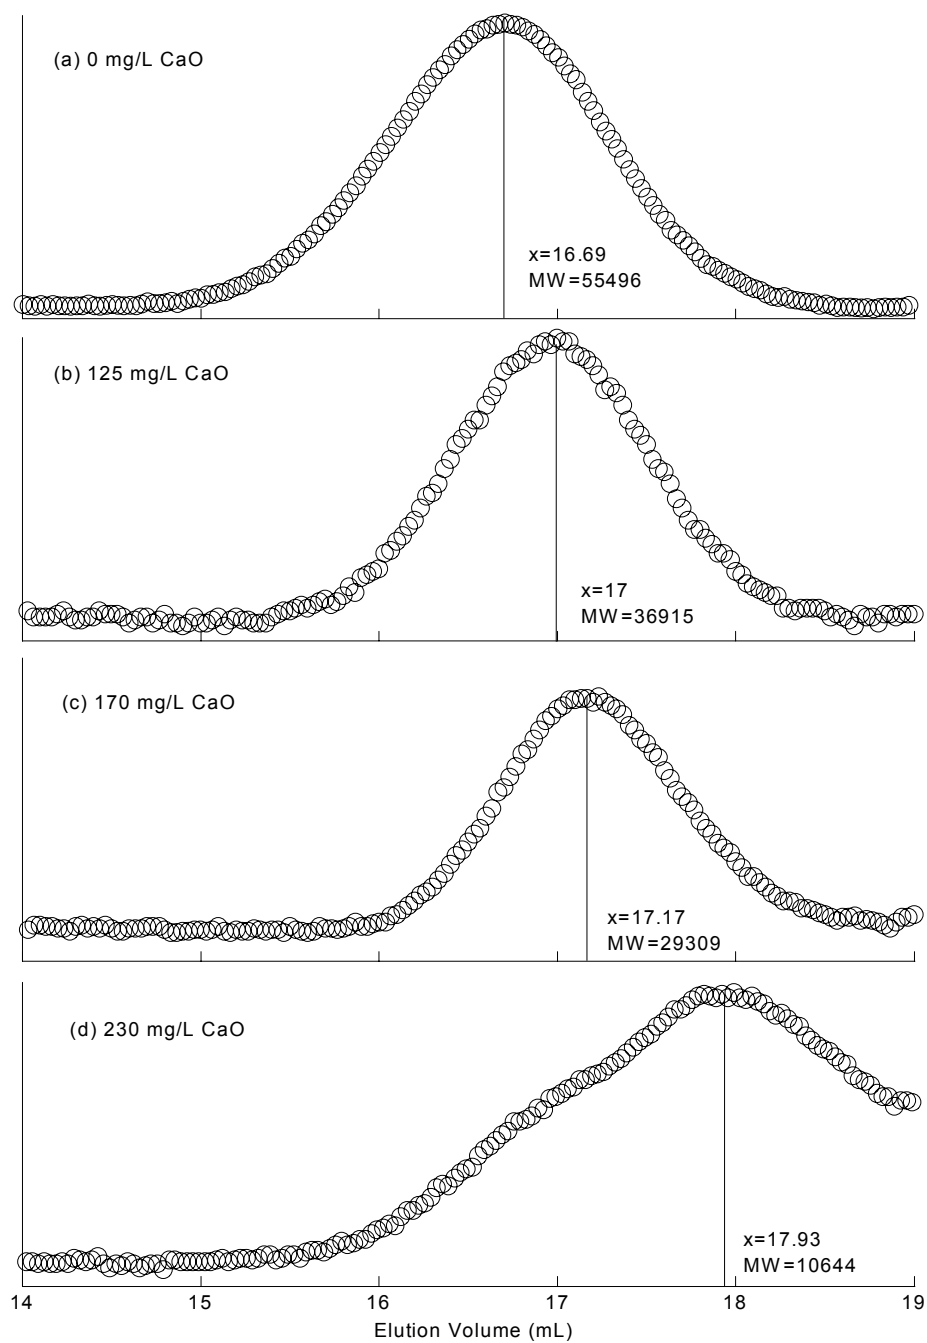 (a) 0 mg/L CaO
x=16.69
MW=55496
(b) 125 mg/L CaO
x=17
MW=36915
(c) 170 mg/L CaO
x=17.17
MW=29309
(d) 230 mg/L CaO
x=17.93
MW=10644
14 15 16 17 18 19
Elution Volume (mL)